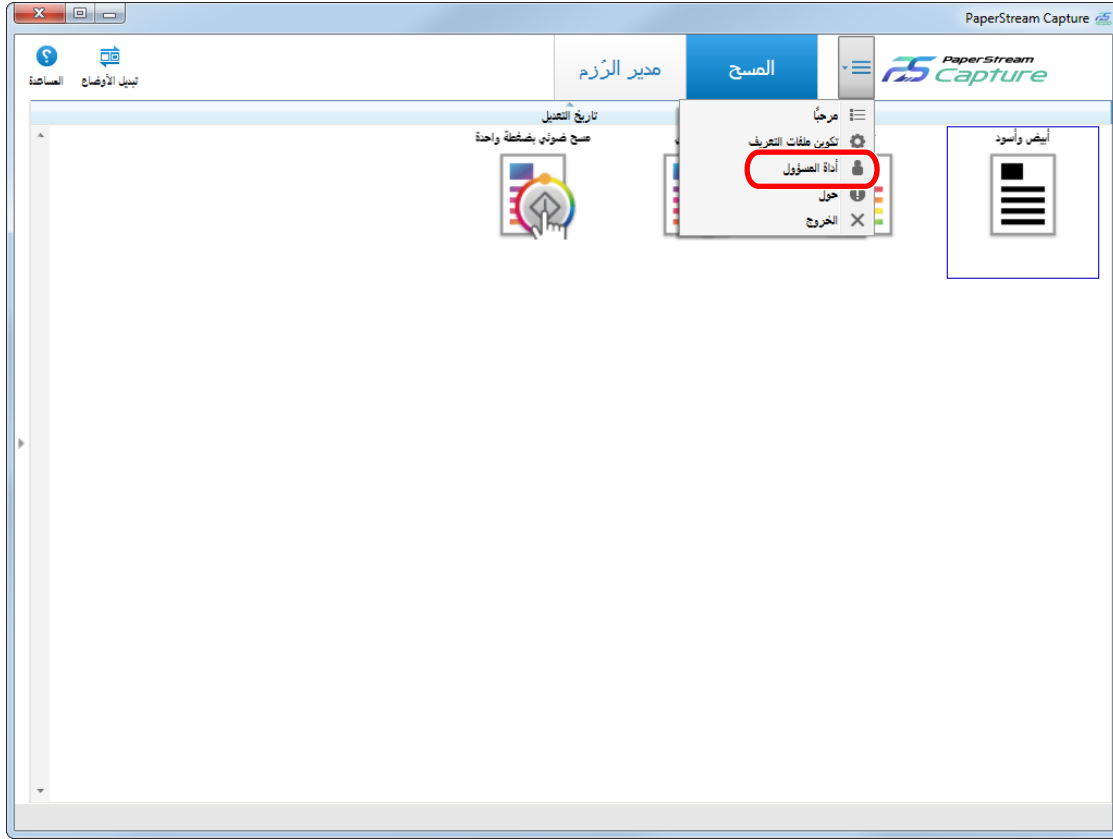 PaperStream Capture
PaperStream
Capture
المسح
مدير الرُزم
تبديل الأوضاع
المساعدة
مرحبًا
تكوين ملفات التعريف
أداة المسؤول
حول
الخروج
تاريخ التعديل
أبيض وأسود
مسح ضوئي بضغطة واحدة